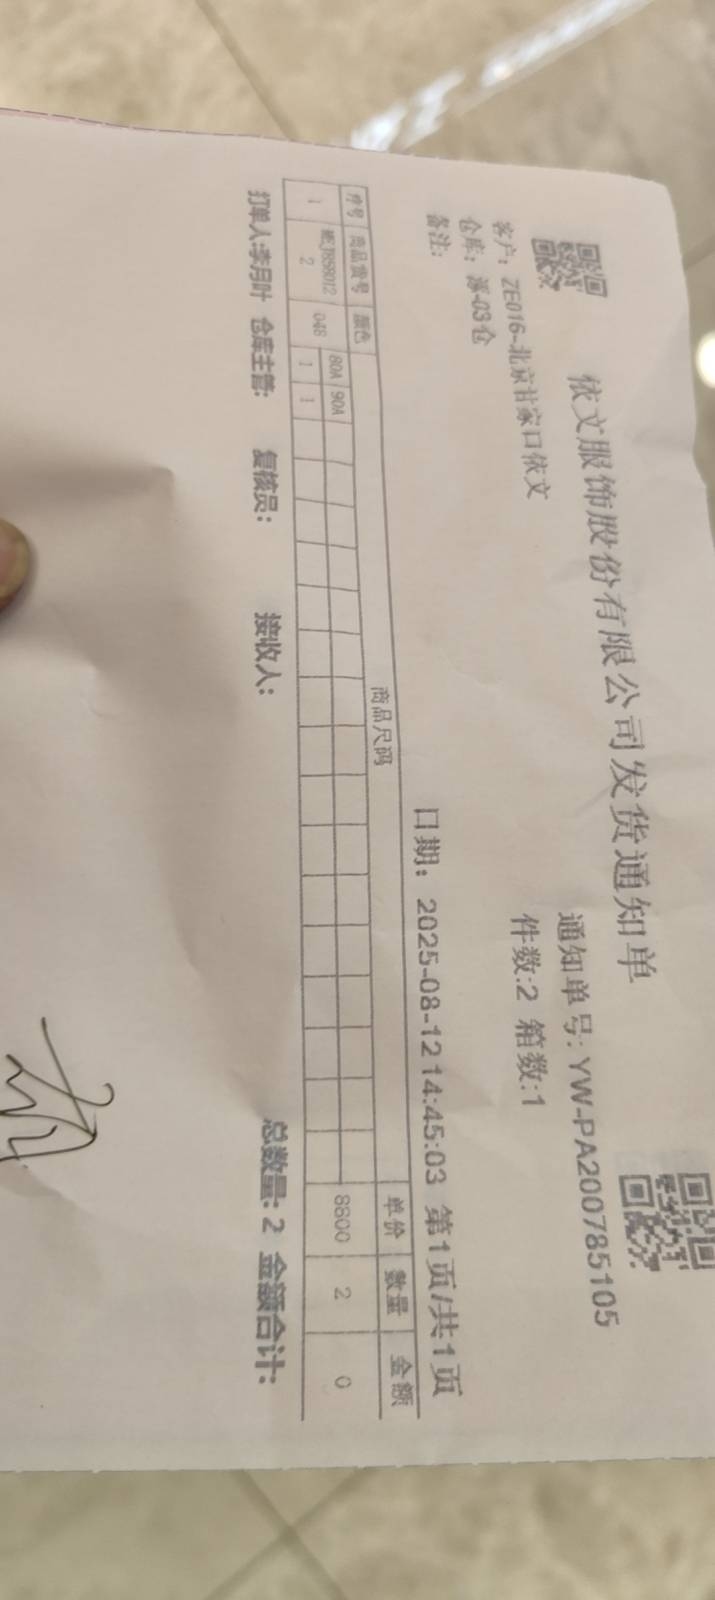 依文服饰股份有限公司发货通知单
通知单号: YW-PA200785105
客户: ZE016-北京甘家口依文
件数:2 箱数:1
仓库: 涿-03仓
备注:
日期: 2025-08-12 14:45:03 第1页/共1页
序号 商品货号 颜色 商品尺码 单价 数量 金额
80A 90A
1 048 1 1 8800 2 0
打单人:李月叶 仓库主管: 复核员: 接收人: 总数量: 2 金额合计: